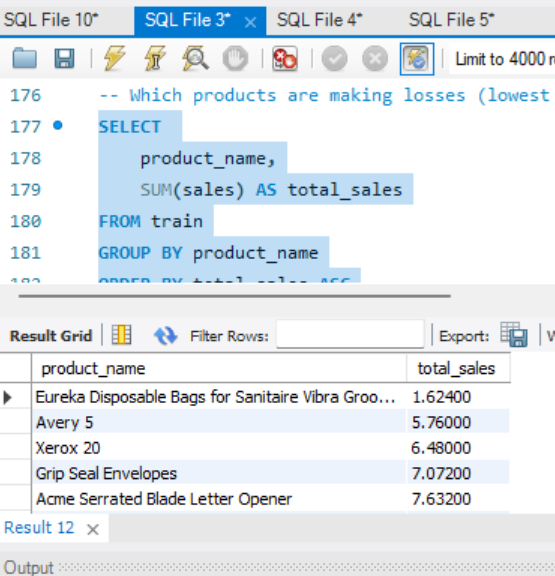 SQL File 10* SQL File 3* × SQL File 4* SQL File 5*
Limit to 4000 r
176 -- Which products are making losses (lowest
177 SELECT
178 product_name,
179 SUM(sales) AS total_sales
180 FROM train
181 GROUP BY product_name
182 ORDER BY total_sales ASC
Result Grid Filter Rows: Export:
product_name total_sales
Eureka Disposable Bags for Sanitaire Vibra Groo... 1.62400
Avery 5 5.76000
Xerox 20 6.48000
Grip Seal Envelopes 7.07200
Acme Serrated Blade Letter Opener 7.63200
Result 12 ×
Output